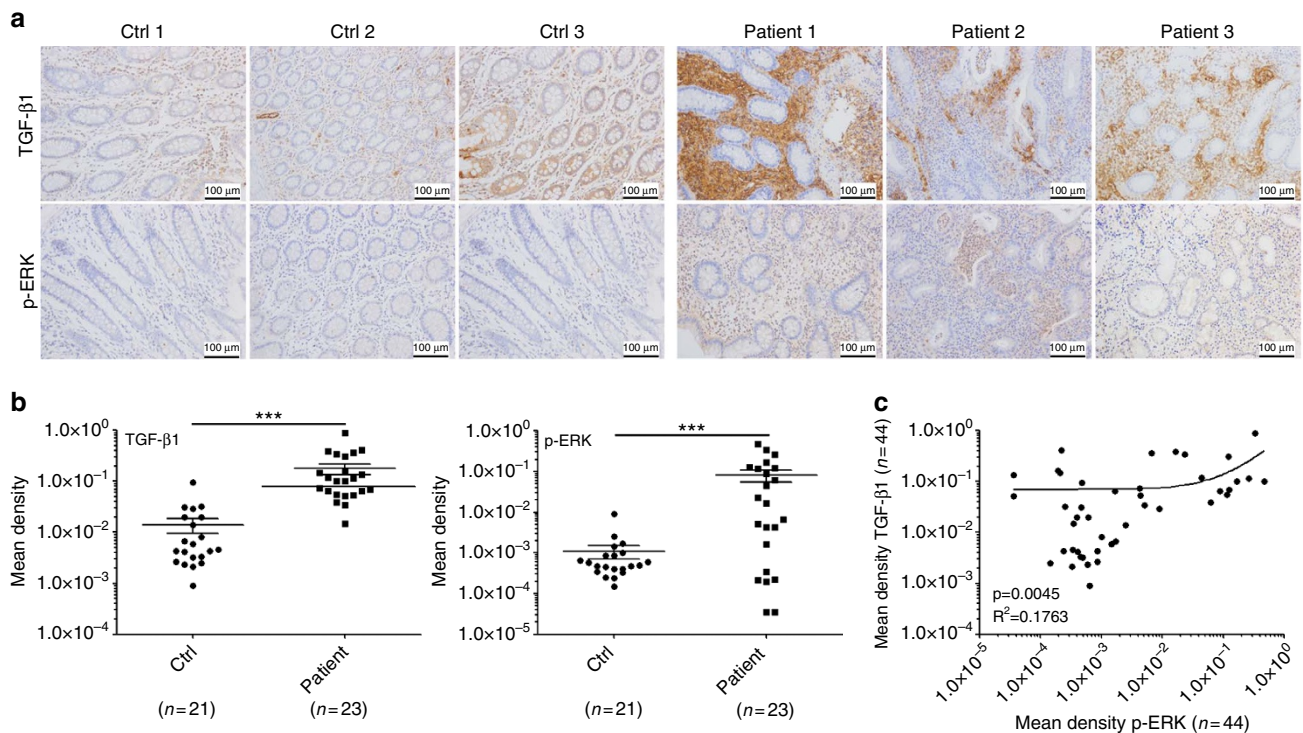 a
Ctrl 1 Ctrl 2 Ctrl 3 Patient 1 Patient 2 Patient 3
TGF-β1
100 μm 100 μm 100 μm 100 μm 100 μm 100 μm
p-ERK
100 μm 100 μm 100 μm 100 μm 100 μm 100 μm
b
Mean density
1.0×10⁰
1.0×10⁻¹
1.0×10⁻²
1.0×10⁻³
1.0×10⁻⁴
TGF-β1
***
Ctrl Patient
(n=21) (n=23)
Mean density
1.0×10⁰
1.0×10⁻¹
1.0×10⁻²
1.0×10⁻³
1.0×10⁻⁴
1.0×10⁻⁵
p-ERK
***
Ctrl Patient
(n=21) (n=23)
c
Mean density TGF-β1 (n=44)
1.0×10⁰
1.0×10⁻¹
1.0×10⁻²
1.0×10⁻³
1.0×10⁻⁴
p=0.0045
R²=0.1763
1.0×10⁻⁵ 1.0×10⁻⁴ 1.0×10⁻³ 1.0×10⁻² 1.0×10⁻¹ 1.0×10⁰
Mean density p-ERK (n=44)